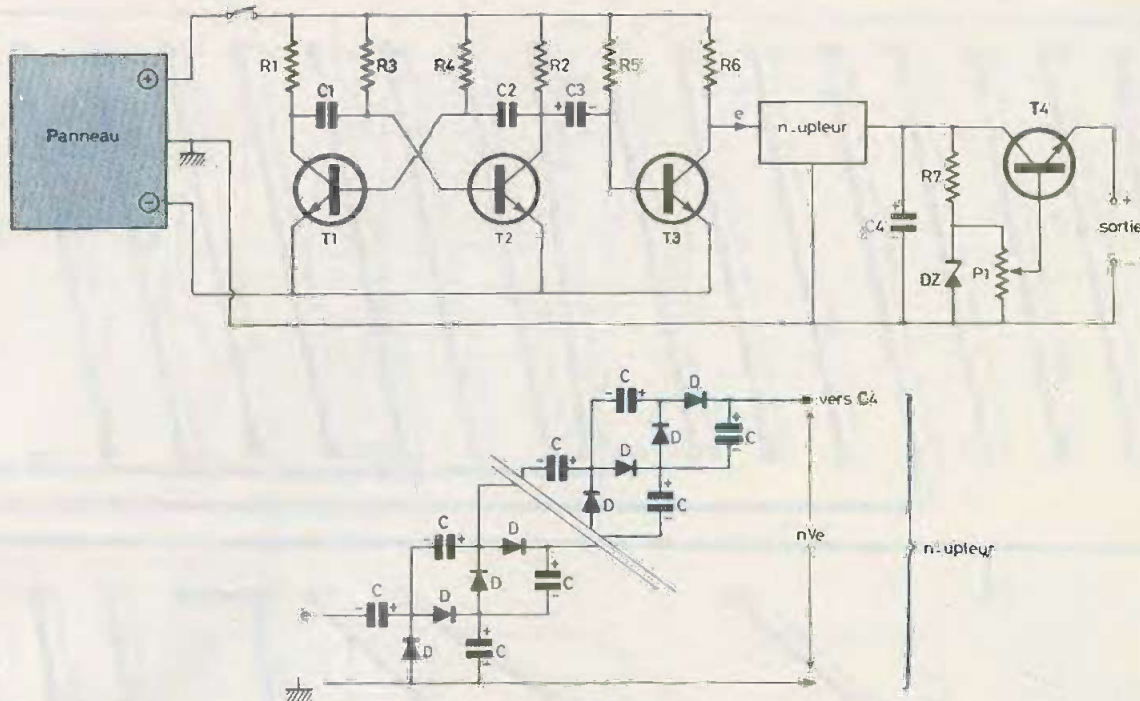 R1
R3
R4
R2
R5
R6
C1
C2
C3
+
-
+
Panneau
-
T1
T2
T3
e
n.upleur
T4
R7
+
C4
-
DZ
P1
+
sortie
-
C
D
- +
vers C4
D
+
C
-
C
- +
D
D
+
C
-
nVe
n.upleur
C
- +
D
D
+
C
-
C
e
- +
D
D
+
C
-